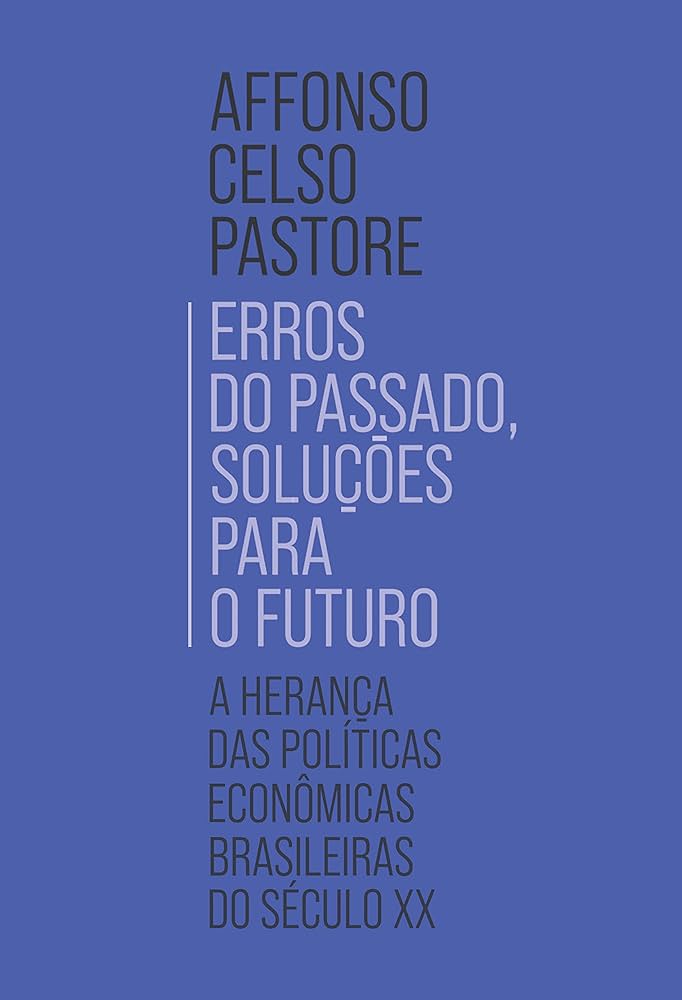 AFFONSO
CELSO
PASTORE
ERROS
DO PASSADO,
SOLUÇÕES
PARA
O FUTURO
A HERANÇA
DAS POLÍTICAS
ECONÔMICAS
BRASILEIRAS
DO SÉCULO XX